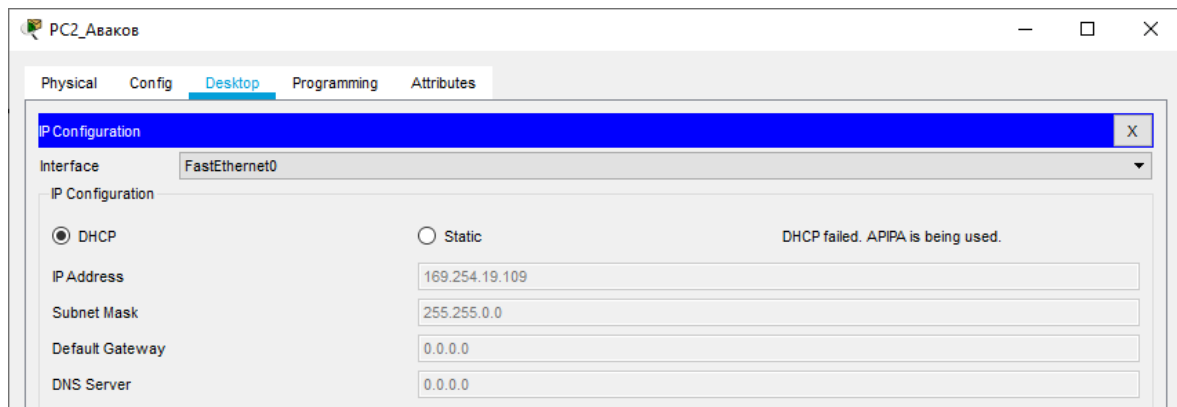 PC2_Аваков
Physical Config Desktop Programming Attributes
IP Configuration X
Interface FastEthernet0
IP Configuration
DHCP Static DHCP failed. APIPA is being used.
IP Address 169.254.19.109
Subnet Mask 255.255.0.0
Default Gateway 0.0.0.0
DNS Server 0.0.0.0